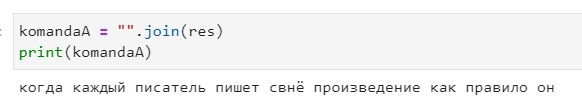 komandaA = "".join(res)
print(komandaA)
когда каждый писатель пишет свнё произведение как правило он